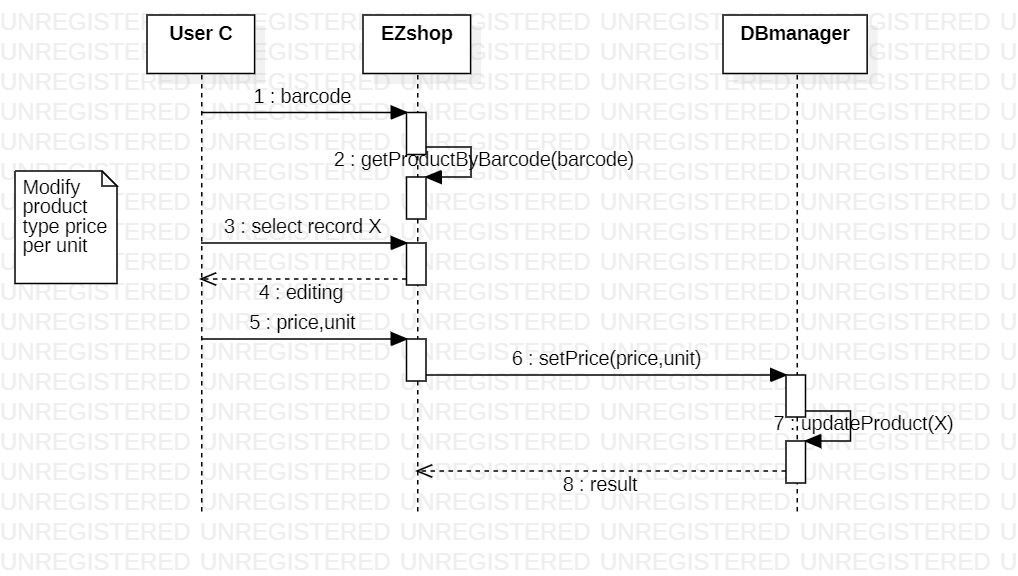 User C
EZshop
DBmanager
1 : barcode
2 : getProductByBarcode(barcode)
Modify
product
type price
per unit
3 : select record X
4 : editing
5 : price,unit
6 : setPrice(price,unit)
7 : updateProduct(X)
8 : result
UNREGISTERED UNREGISTERED UNREGISTERED UNREGISTERED UNREGISTERED U